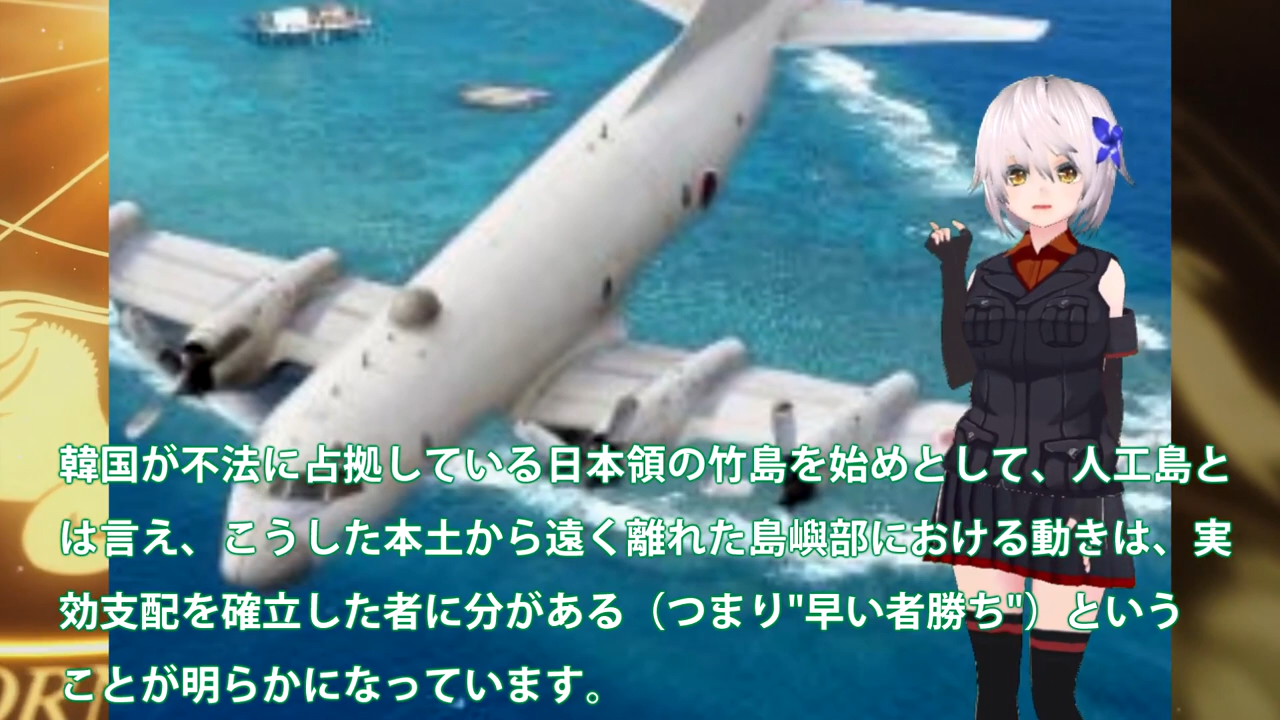 韓国が不法に占拠している日本領の竹島を始めとして、人工島と
は言え、こうした本土から遠く離れた島嶼部における動きは、実
効支配を確立した者に分がある（つまり"早い者勝ち"）という
ことが明らかになっています。